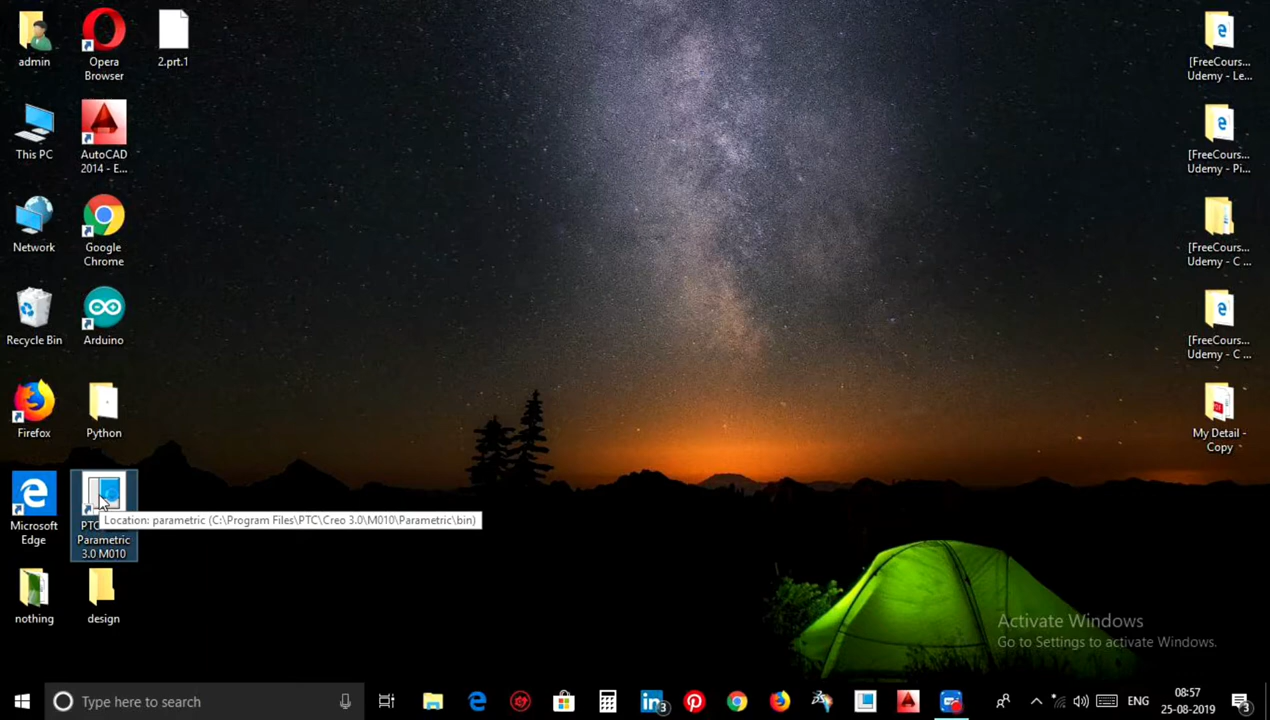 admin
Opera
Browser
2.prt.1
This PC
AutoCAD
2014 - E...
Network
Google
Chrome
Recycle Bin
Arduino
Firefox
Python
Microsoft
Edge
PTC
Parametric
3.0 M010
Location: parametric (C:\Program Files\PTC\Creo 3.0\M010\Parametric\bin)
nothing
design
[FreeCours...
Udemy - Le...
[FreeCours...
Udemy - Pi...
[FreeCours...
Udemy - C ...
[FreeCours...
Udemy - C ...
My Detail -
Copy
Activate Windows
Go to Settings to activate Windows.
Type here to search
3
ENG
08:57
25-08-2019
3